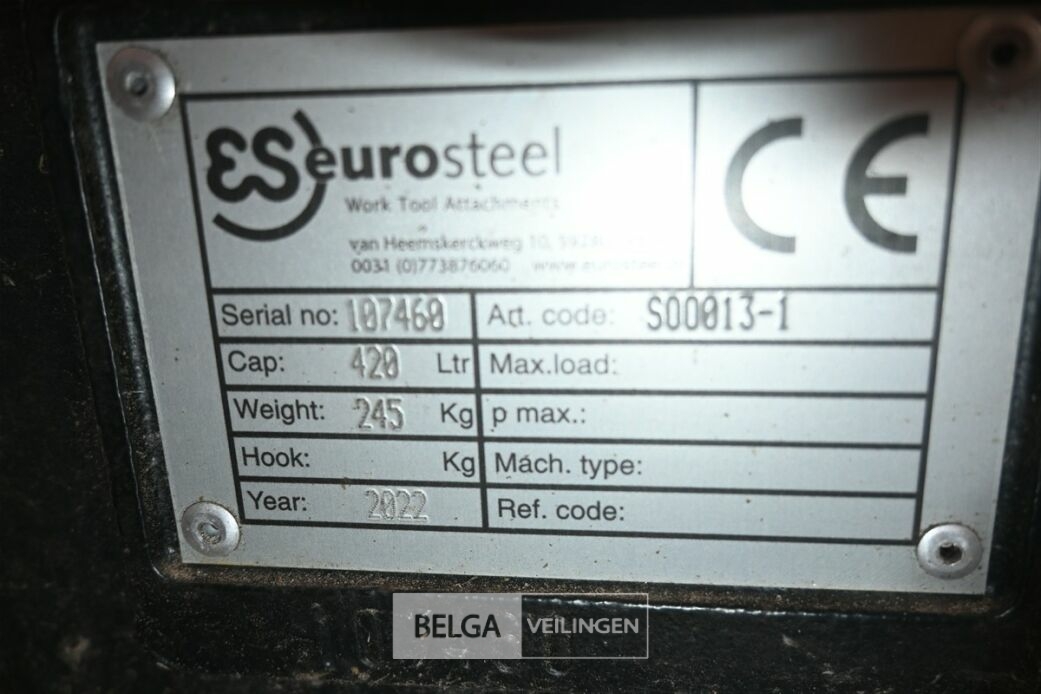 ES eurosteel
Work Tool Attachments
van Heemskerckweg 10,
0031 (0)773876060 www.eurosteel
CE
Serial no: 107460 Art. code: S00013-1
Cap: 420 Ltr Max.load:
Weight: 245 Kg p max.:
Hook: Kg Mach. type:
Year: 2022 Ref. code:
BELGA VEILINGEN